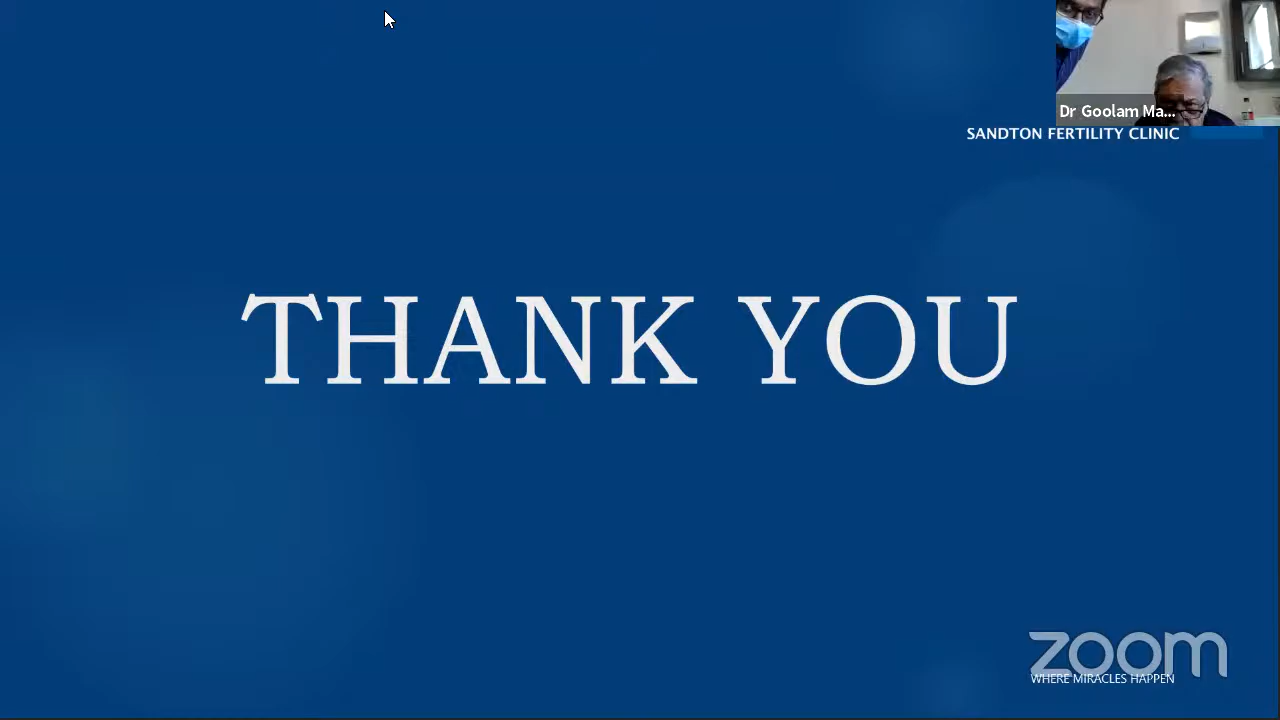 Dr Goolam Ma...
SANDTON FERTILITY CLINIC
THANK YOU
zoom
WHERE MIRACLES HAPPEN